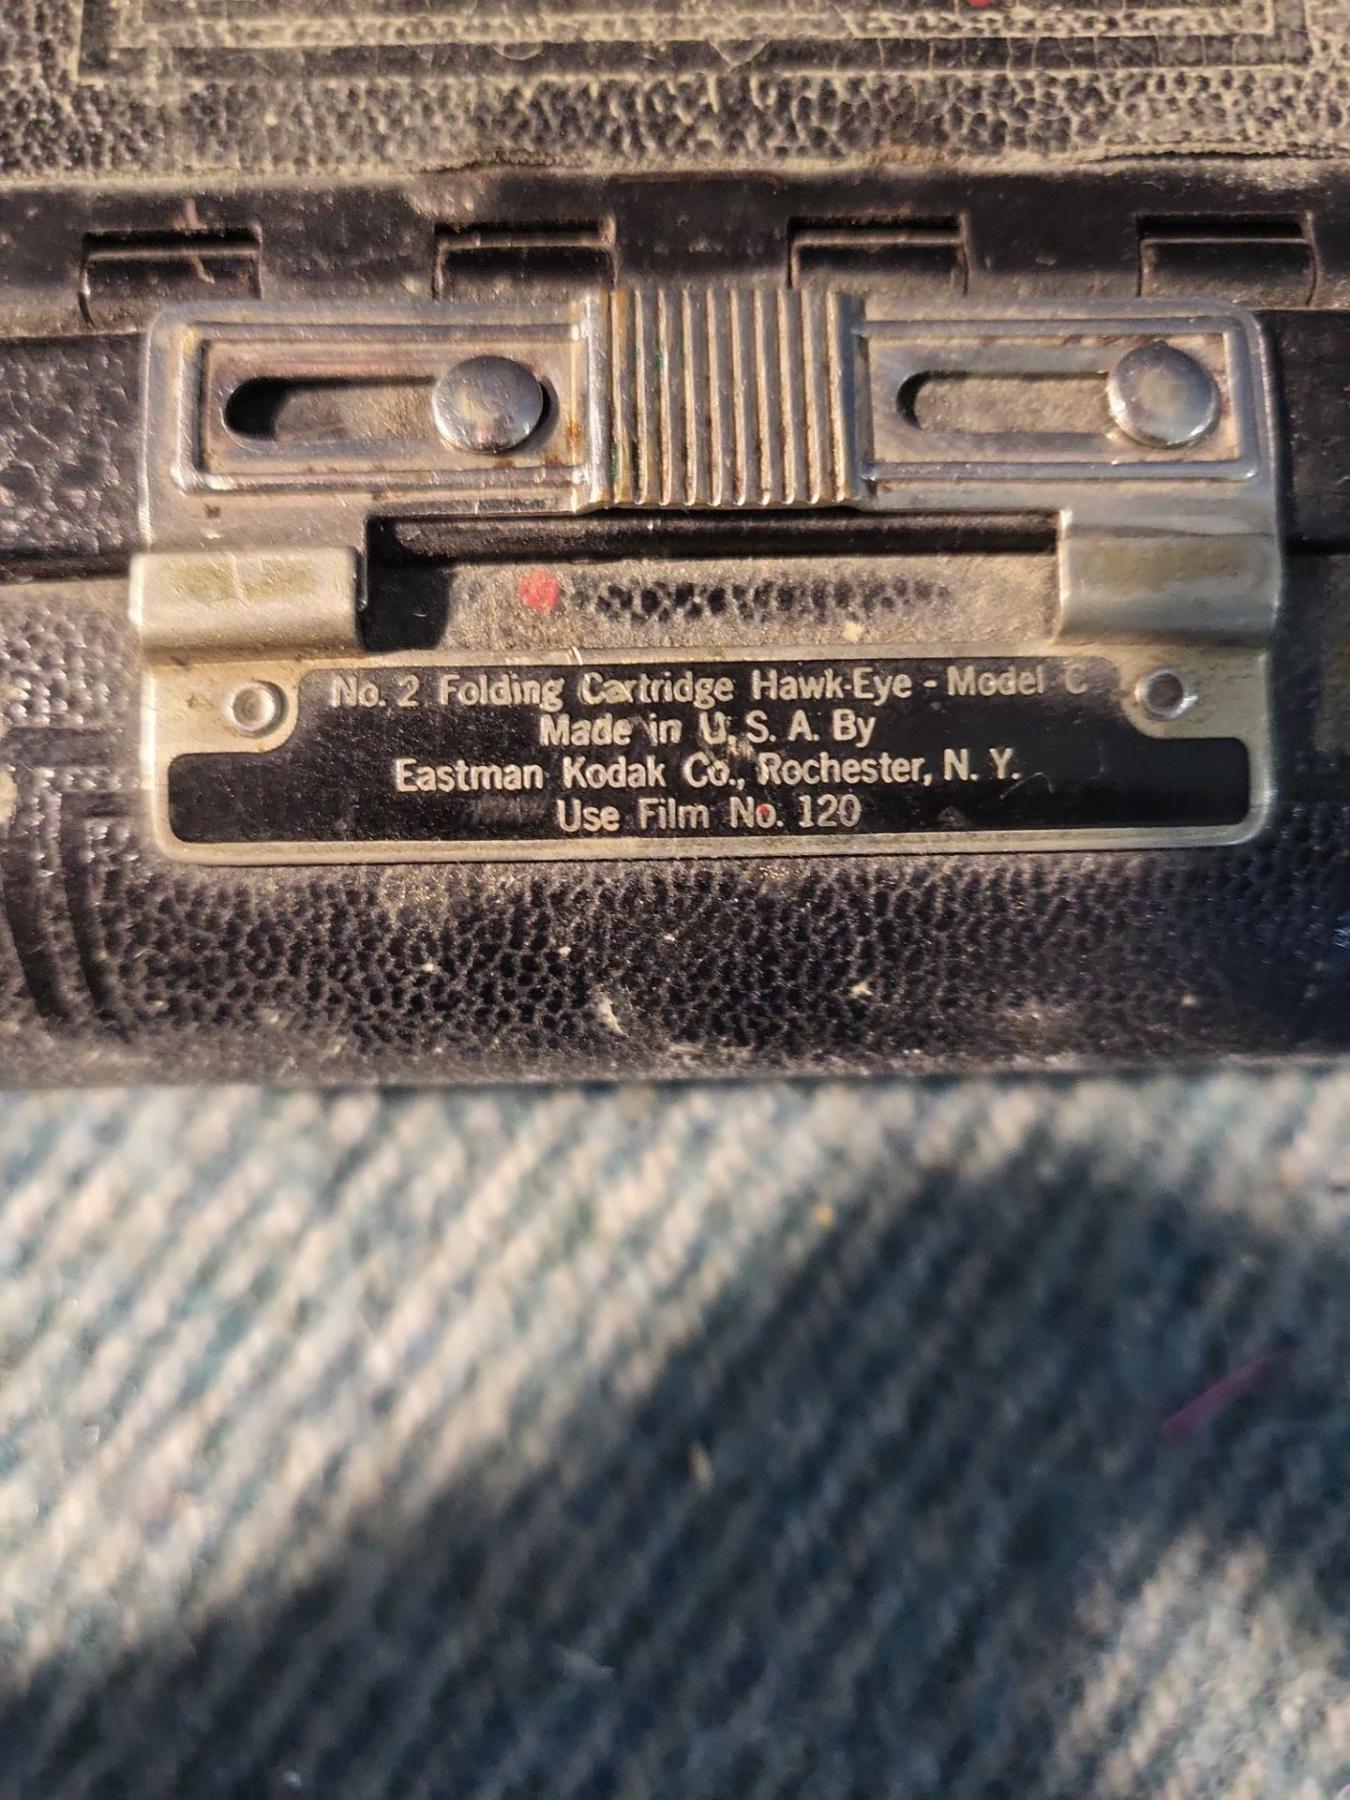 No. 2 Folding Cartridge Hawk-Eye - Model C
Made in U. S. A. By
Eastman Kodak Co., Rochester, N. Y.
Use Film No. 120